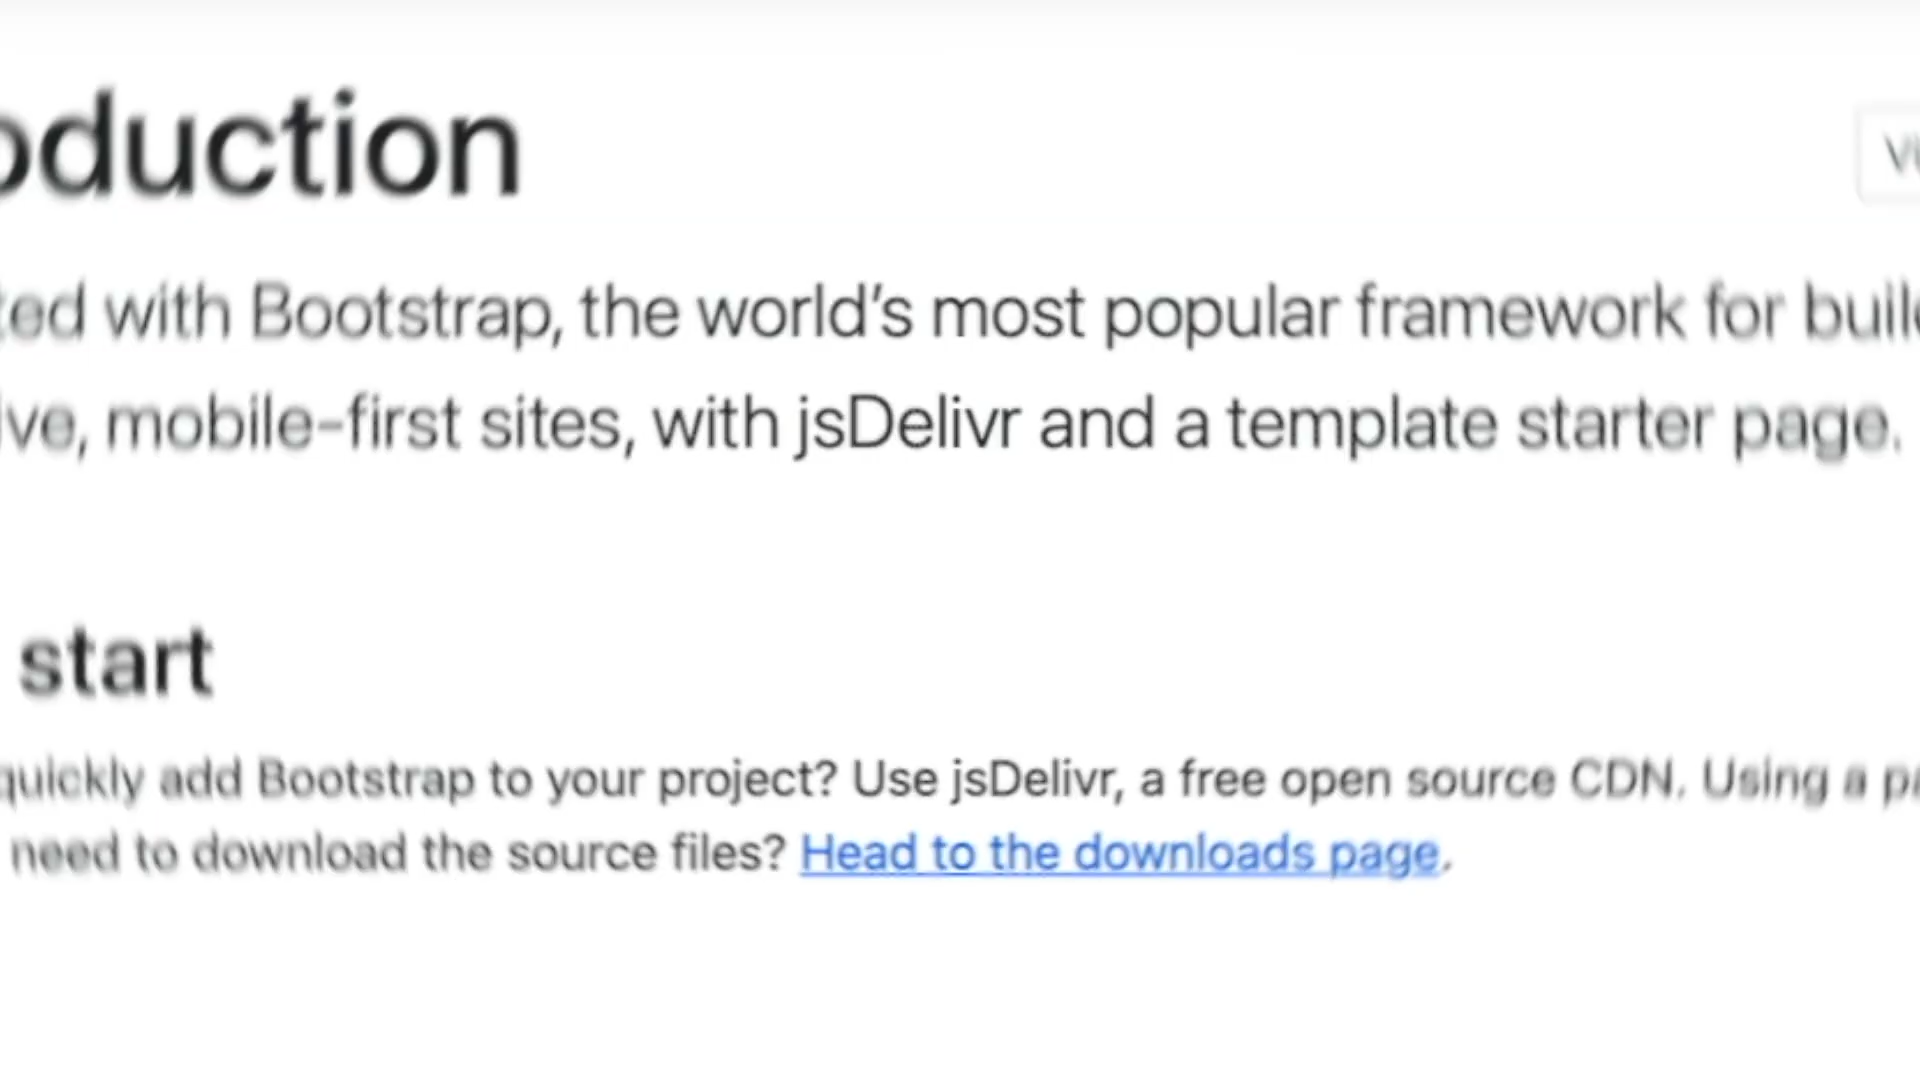 oduction
ted with Bootstrap, the world’s most popular framework for build
ive, mobile-first sites, with jsDelivr and a template starter page.
start
quickly add Bootstrap to your project? Use jsDelivr, a free open source CDN. Using a pa
need to download the source files? Head to the downloads page.